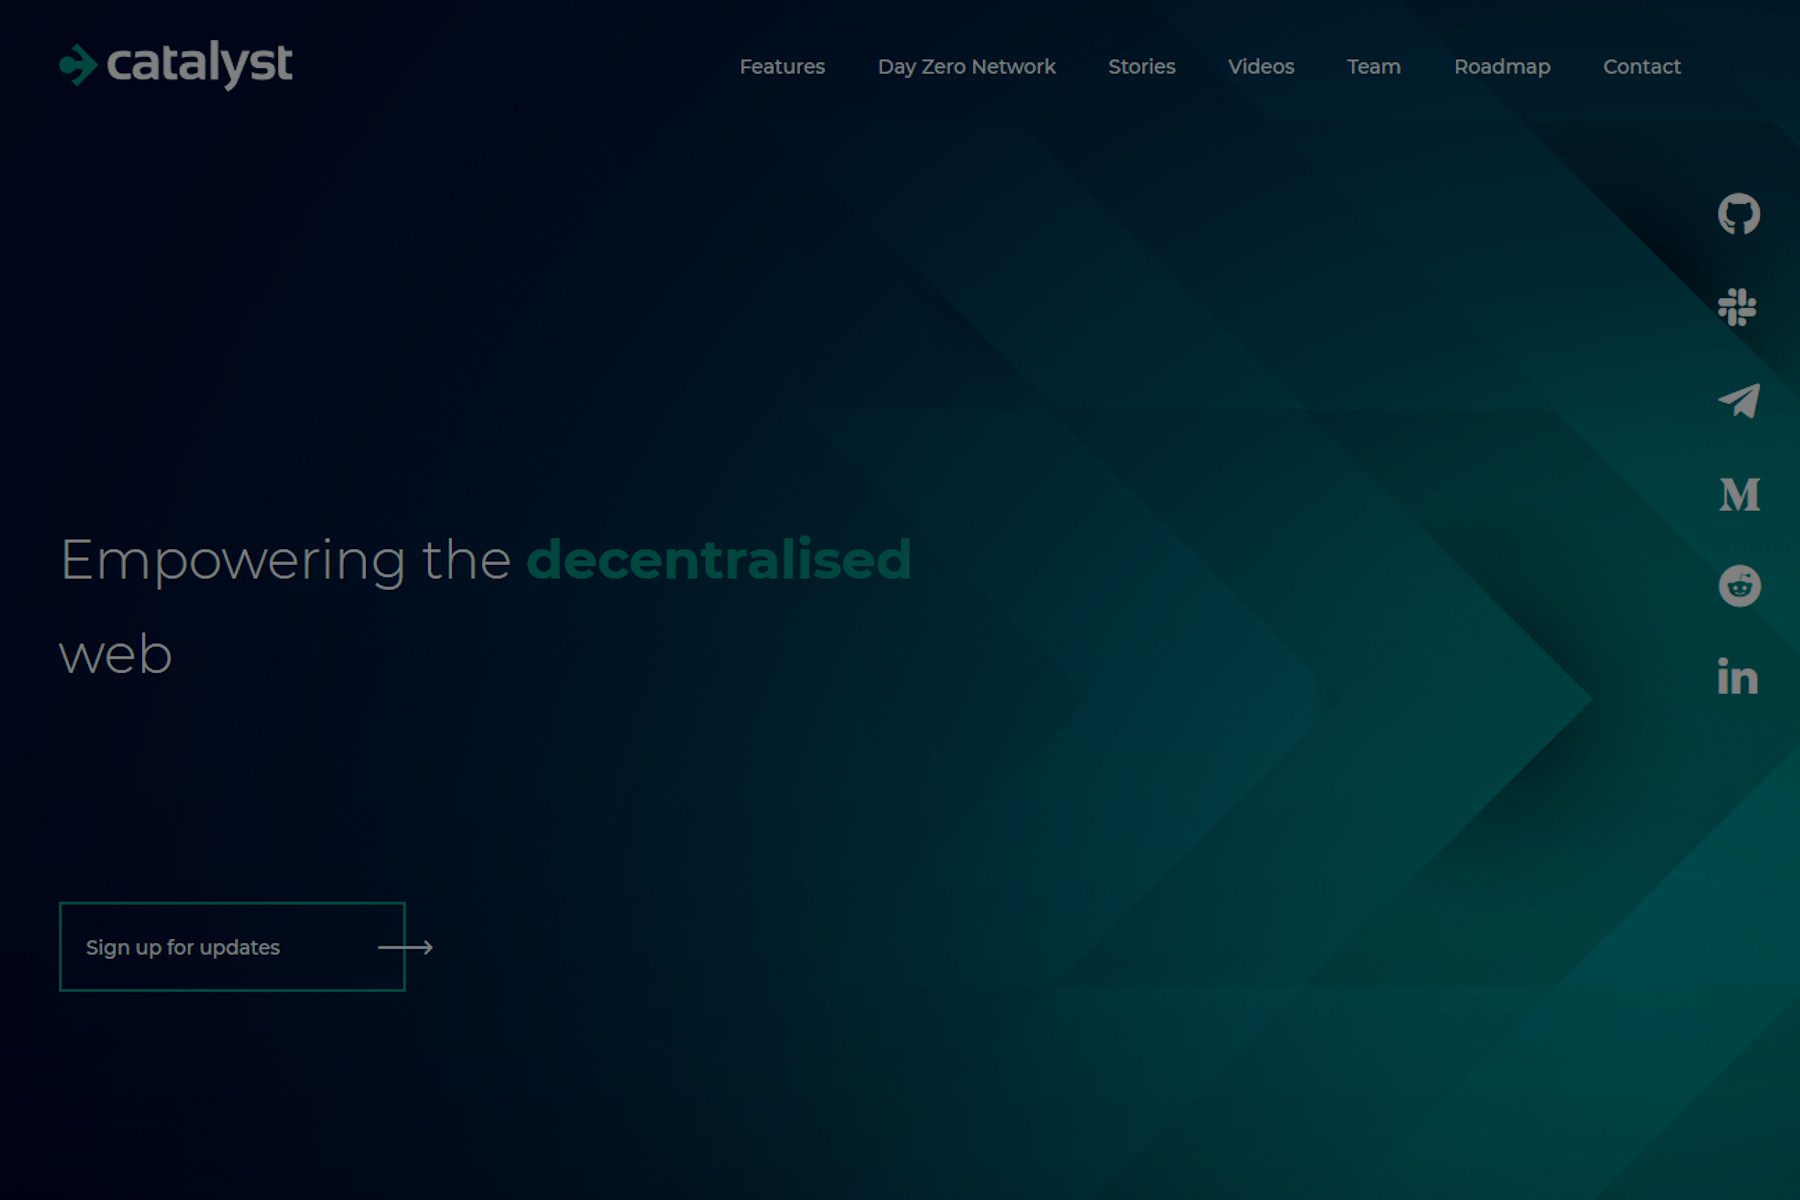 catalyst
Features Day Zero Network Stories Videos Team Roadmap Contact
Empowering the decentralised
web
Sign up for updates